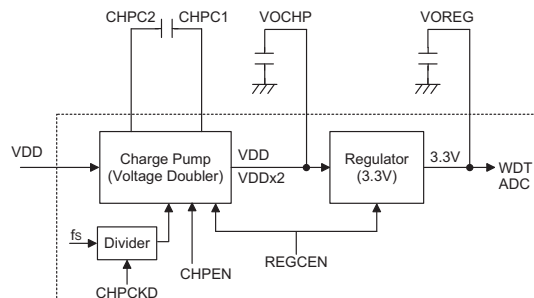 CHPC2 CHPC1 VOCHP VOREG
VDD
Charge Pump
(Voltage Doubler)
VDD
VDDx2
Regulator
(3.3V)
3.3V
WDT
ADC
fS
Divider
CHPCKD
CHPEN
REGCEN